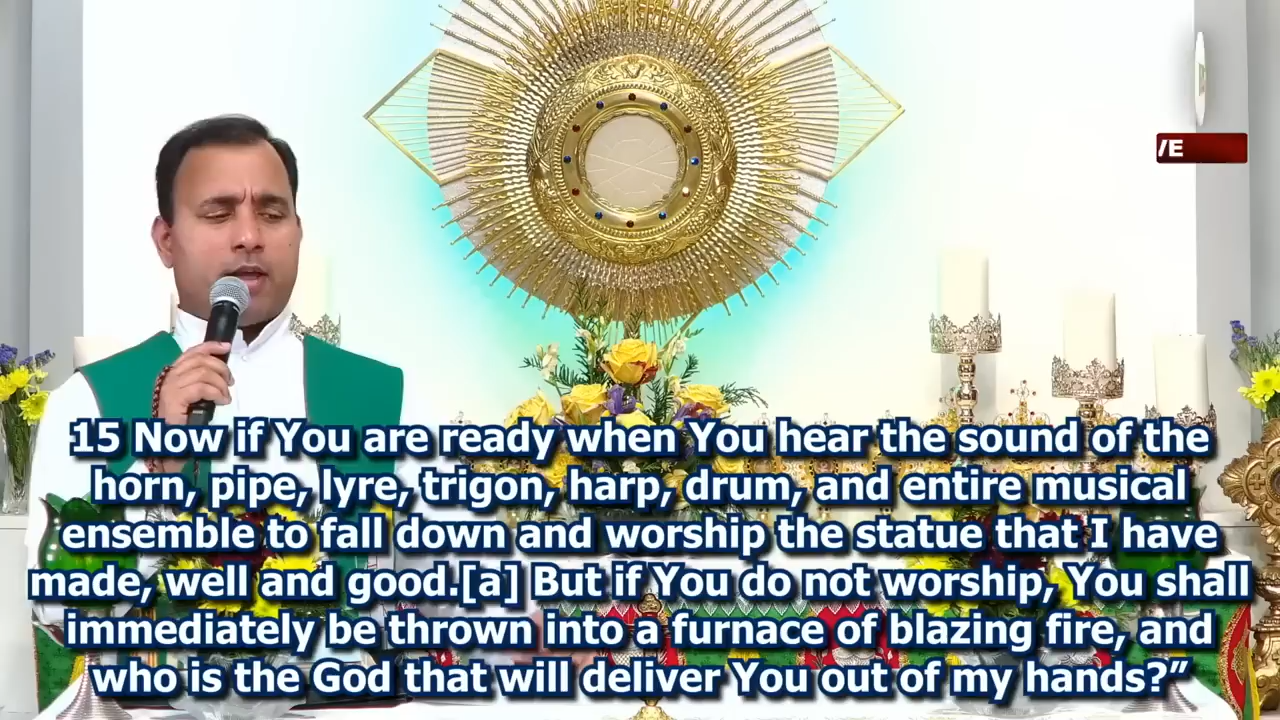 VE
15 Now if You are ready when You hear the sound of the
horn, pipe, lyre, trigon, harp, drum, and entire musical
ensemble to fall down and worship the statue that I have
made, well and good.[a] But if You do not worship, You shall
immediately be thrown into a furnace of blazing fire, and
who is the God that will deliver You out of my hands?”